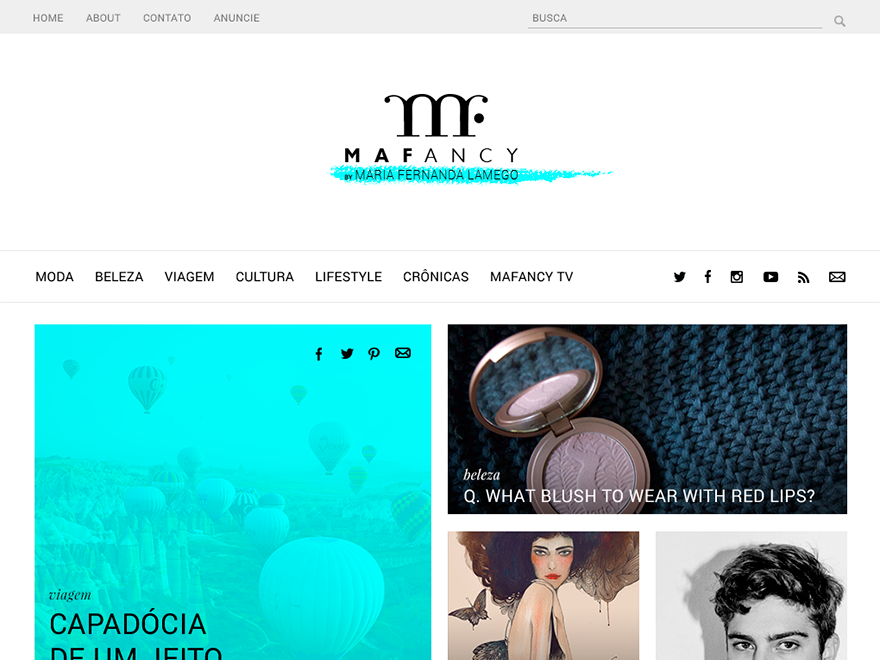 HOME ABOUT CONTATO ANUNCIE BUSCA
mf.
MAFANCY
BY MARIA FERNANDA LAMEGO
MODA BELEZA VIAGEM CULTURA LIFESTYLE CRÔNICAS MAFANCY TV
viagem
CAPADÓCIA
DE UM JEITO
beleza
Q. WHAT BLUSH TO WEAR WITH RED LIPS?